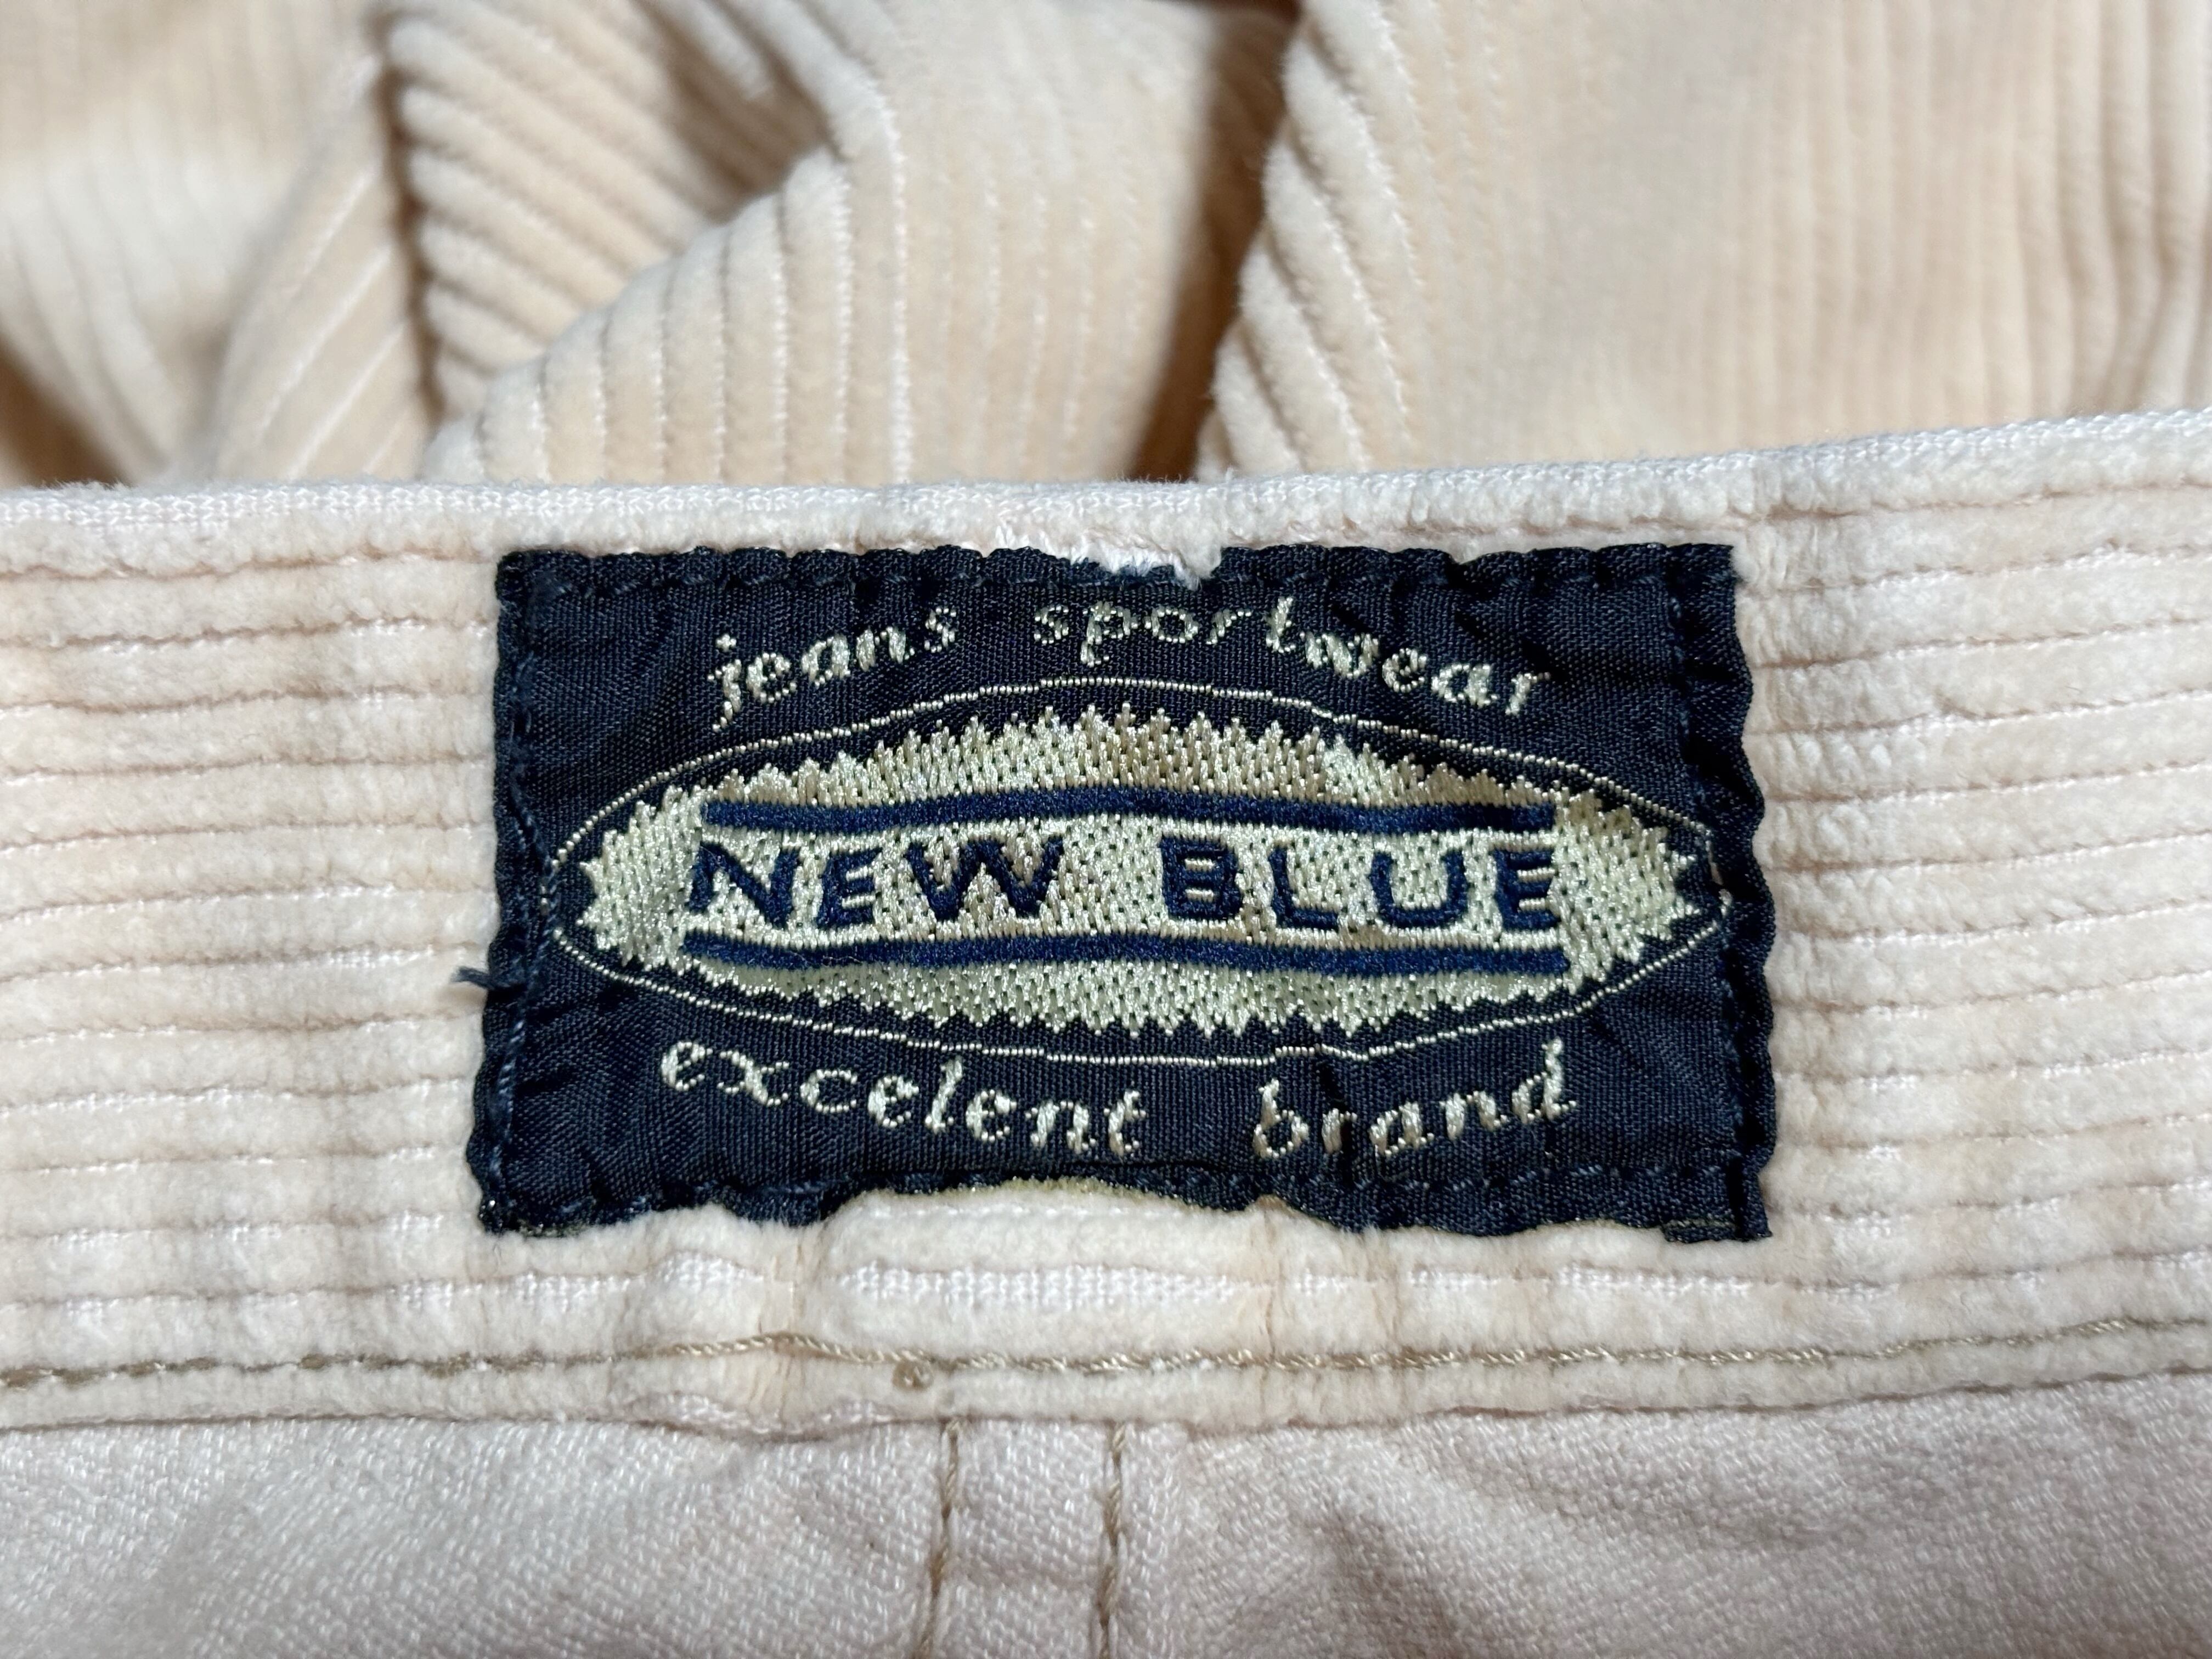 jeans sportwear
NEW BLUE
excelent brand